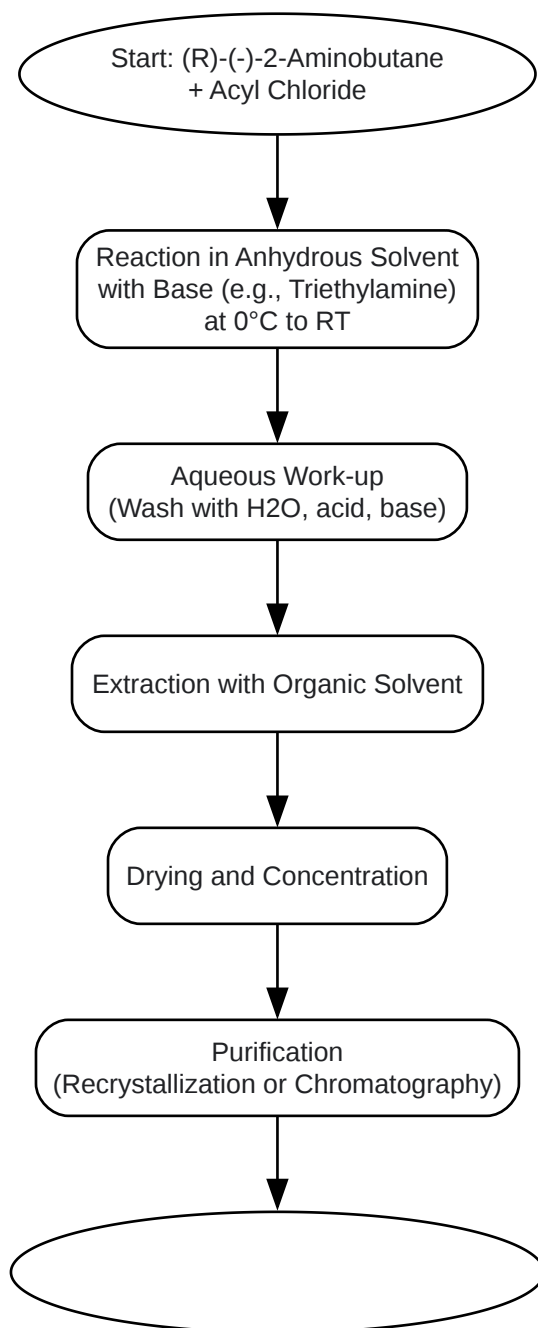 Start: (R)-(-)-2-Aminobutane
+ Acyl Chloride
Reaction in Anhydrous Solvent
with Base (e.g., Triethylamine)
at 0°C to RT
Aqueous Work-up
(Wash with H2O, acid, base)
Extraction with Organic Solvent
Drying and Concentration
Purification
(Recrystallization or Chromatography)